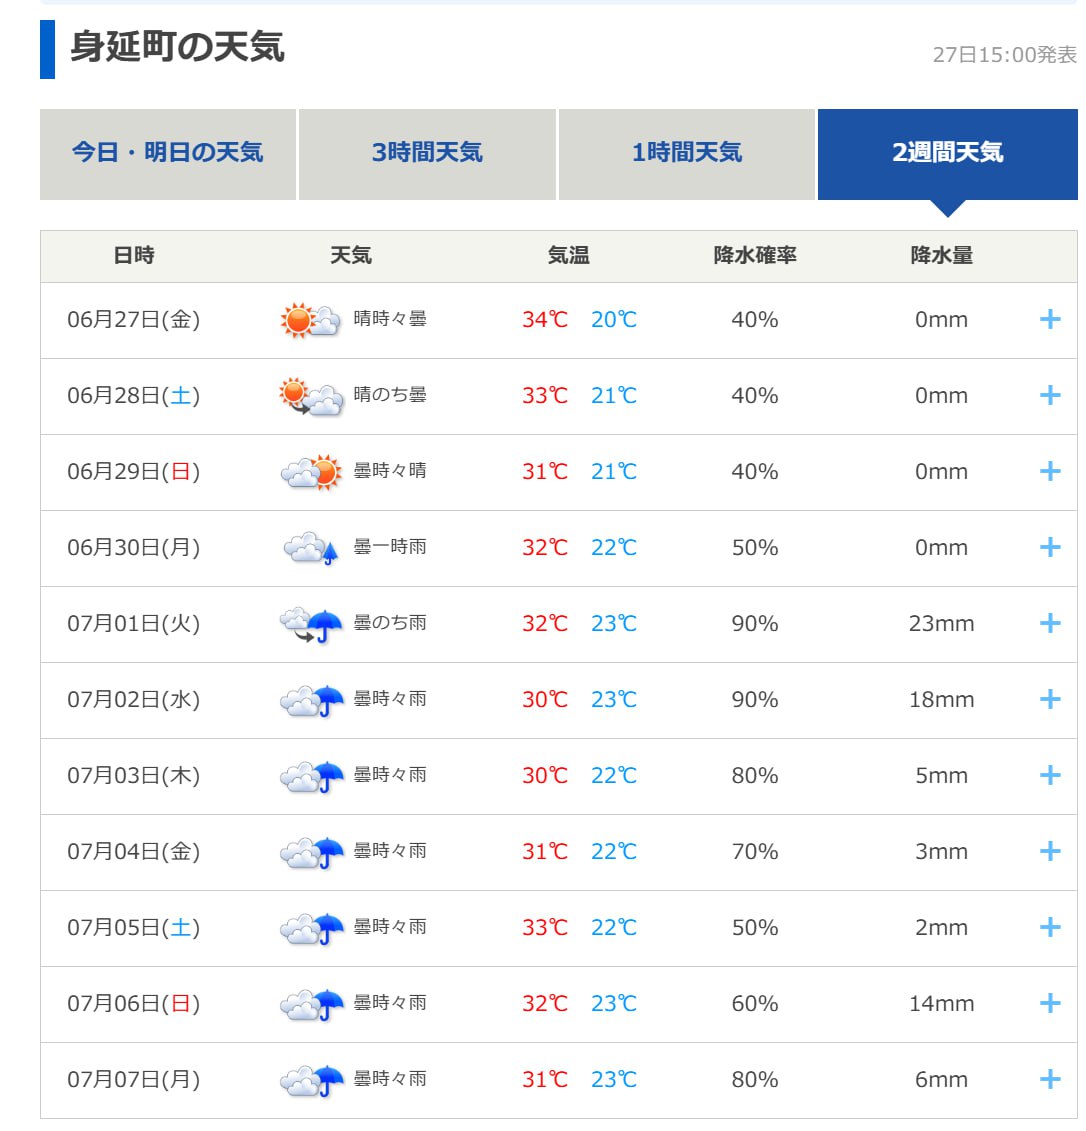 身延町の天気
27日15:00発表
今日・明日の天気 3時間天気 1時間天気 2週間天気
日時 天気 気温 降水確率 降水量
06月27日(金) 晴時々曇 34℃ 20℃ 40% 0mm +
06月28日(土) 晴のち曇 33℃ 21℃ 40% 0mm +
06月29日(日) 曇時々晴 31℃ 21℃ 40% 0mm +
06月30日(月) 曇一時雨 32℃ 22℃ 50% 0mm +
07月01日(火) 曇のち雨 32℃ 23℃ 90% 23mm +
07月02日(水) 曇時々雨 30℃ 23℃ 90% 18mm +
07月03日(木) 曇時々雨 30℃ 22℃ 80% 5mm +
07月04日(金) 曇時々雨 31℃ 22℃ 70% 3mm +
07月05日(土) 曇時々雨 33℃ 22℃ 50% 2mm +
07月06日(日) 曇時々雨 32℃ 23℃ 60% 14mm +
07月07日(月) 曇時々雨 31℃ 23℃ 80% 6mm +